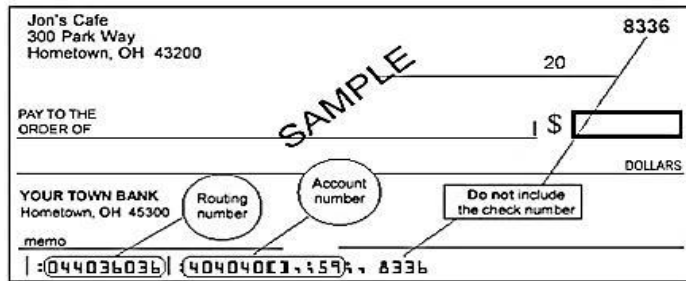 Jon's Cafe
300 Park Way
Hometown, OH 43200
8336
20
SAMPLE
PAY TO THE
ORDER OF
$
DOLLARS
YOUR TOWN BANK
Hometown, OH 45300
Routing
number
Account
number
Do not include
the check number
memo
044036036 8336